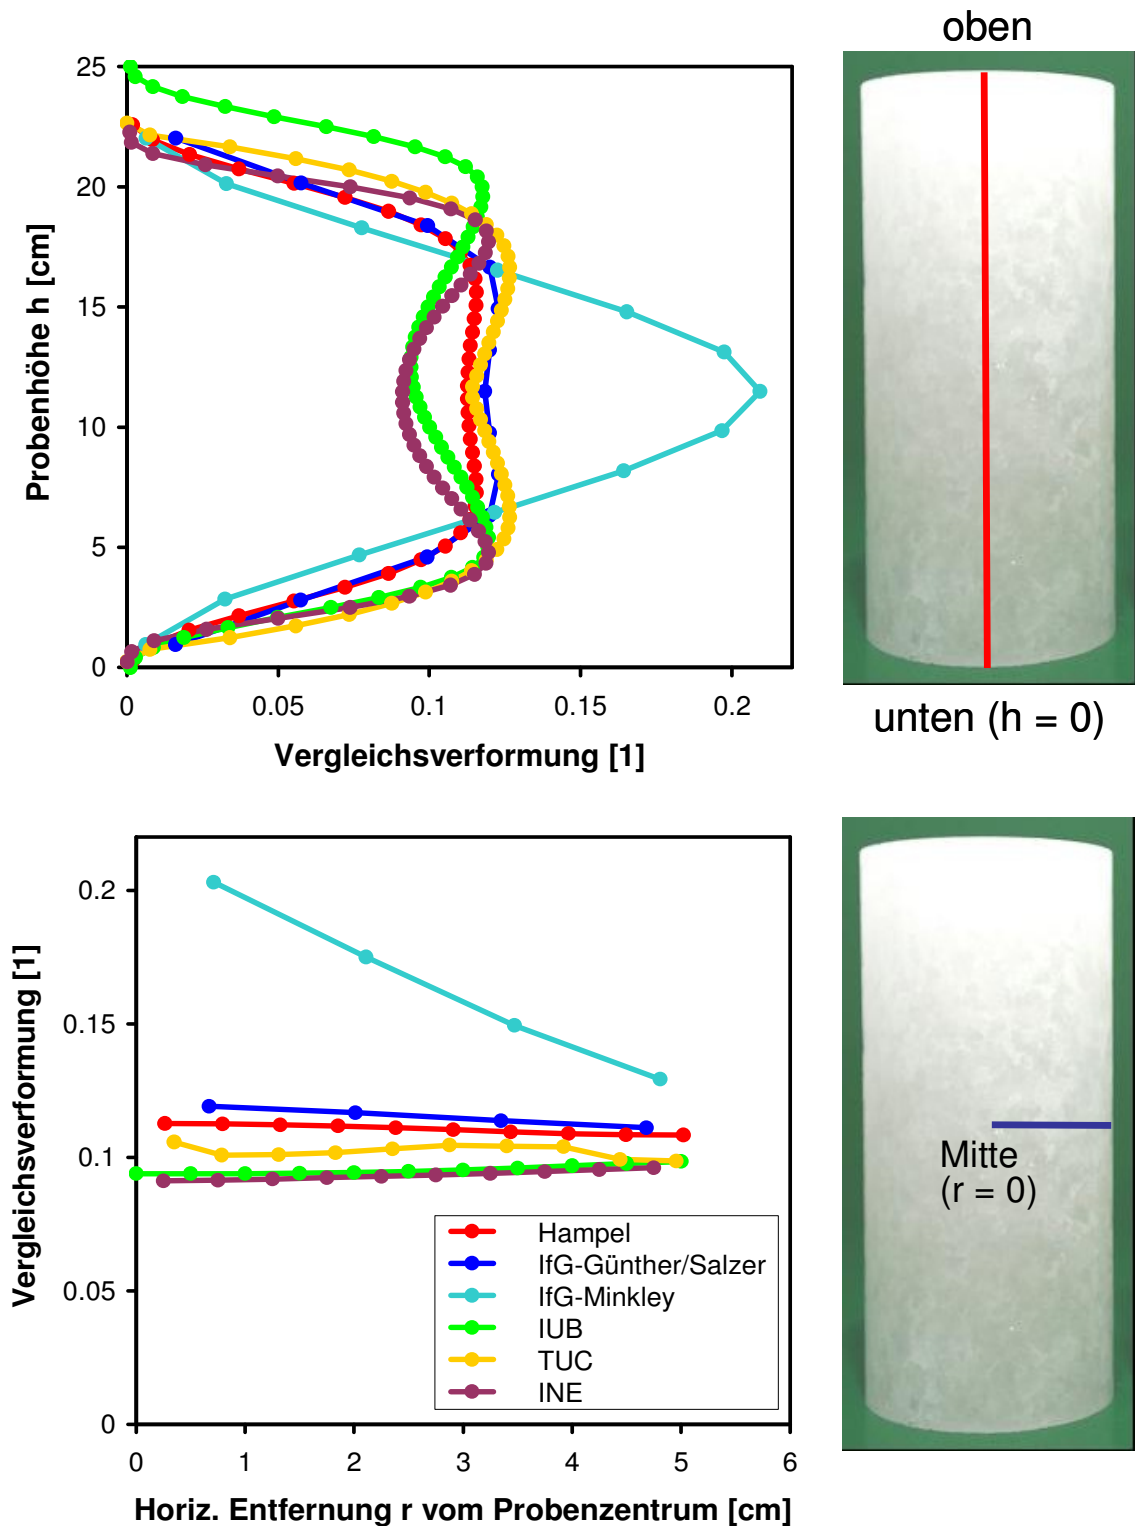 oben
25
20
15
10
5
0
Probenhöhe h [cm]
0
0.05
0.1
0.15
0.2
Vergleichsverformung [1]
unten (h = 0)
0.2
0.15
0.1
0.05
0
Vergleichsverformung [1]
Hampel
IfG-Günther/Salzer
IfG-Minkley
IUB
TUC
INE
0
1
2
3
4
5
6
Horiz. Entfernung r vom Probenzentrum [cm]
Mitte
(r = 0)